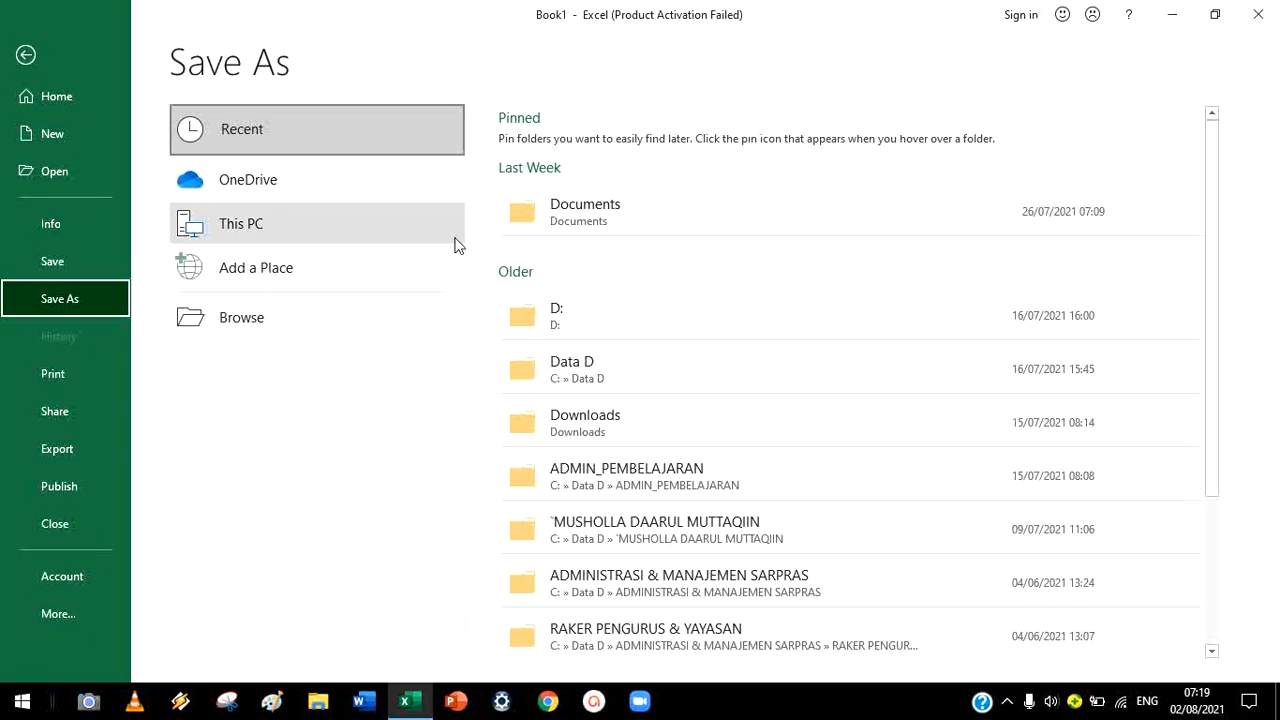 Book1 - Excel (Product Activation Failed)
Sign in
?
Save As
Home
New
Open
Info
Save
Save As
History
Print
Share
Export
Publish
Close
Account
More...
Recent
OneDrive
This PC
Add a Place
Browse
Pinned
Pin folders you want to easily find later. Click the pin icon that appears when you hover over a folder.
Last Week
Documents 26/07/2021 07:09
Documents
Older
D: 16/07/2021 16:00
D:
Data D 16/07/2021 15:45
C: » Data D
Downloads 15/07/2021 08:14
Downloads
ADMIN_PEMBELAJARAN 15/07/2021 08:08
C: » Data D » ADMIN_PEMBELAJARAN
`MUSHOLLA DAARUL MUTTAQIIN 09/07/2021 11:06
C: » Data D » `MUSHOLLA DAARUL MUTTAQIIN
ADMINISTRASI & MANAJEMEN SARPRAS 04/06/2021 13:24
C: » Data D » ADMINISTRASI & MANAJEMEN SARPRAS
RAKER PENGURUS & YAYASAN 04/06/2021 13:07
C: » Data D » ADMINISTRASI & MANAJEMEN SARPRAS » RAKER PENGUR...
ENG
07:19
02/08/2021